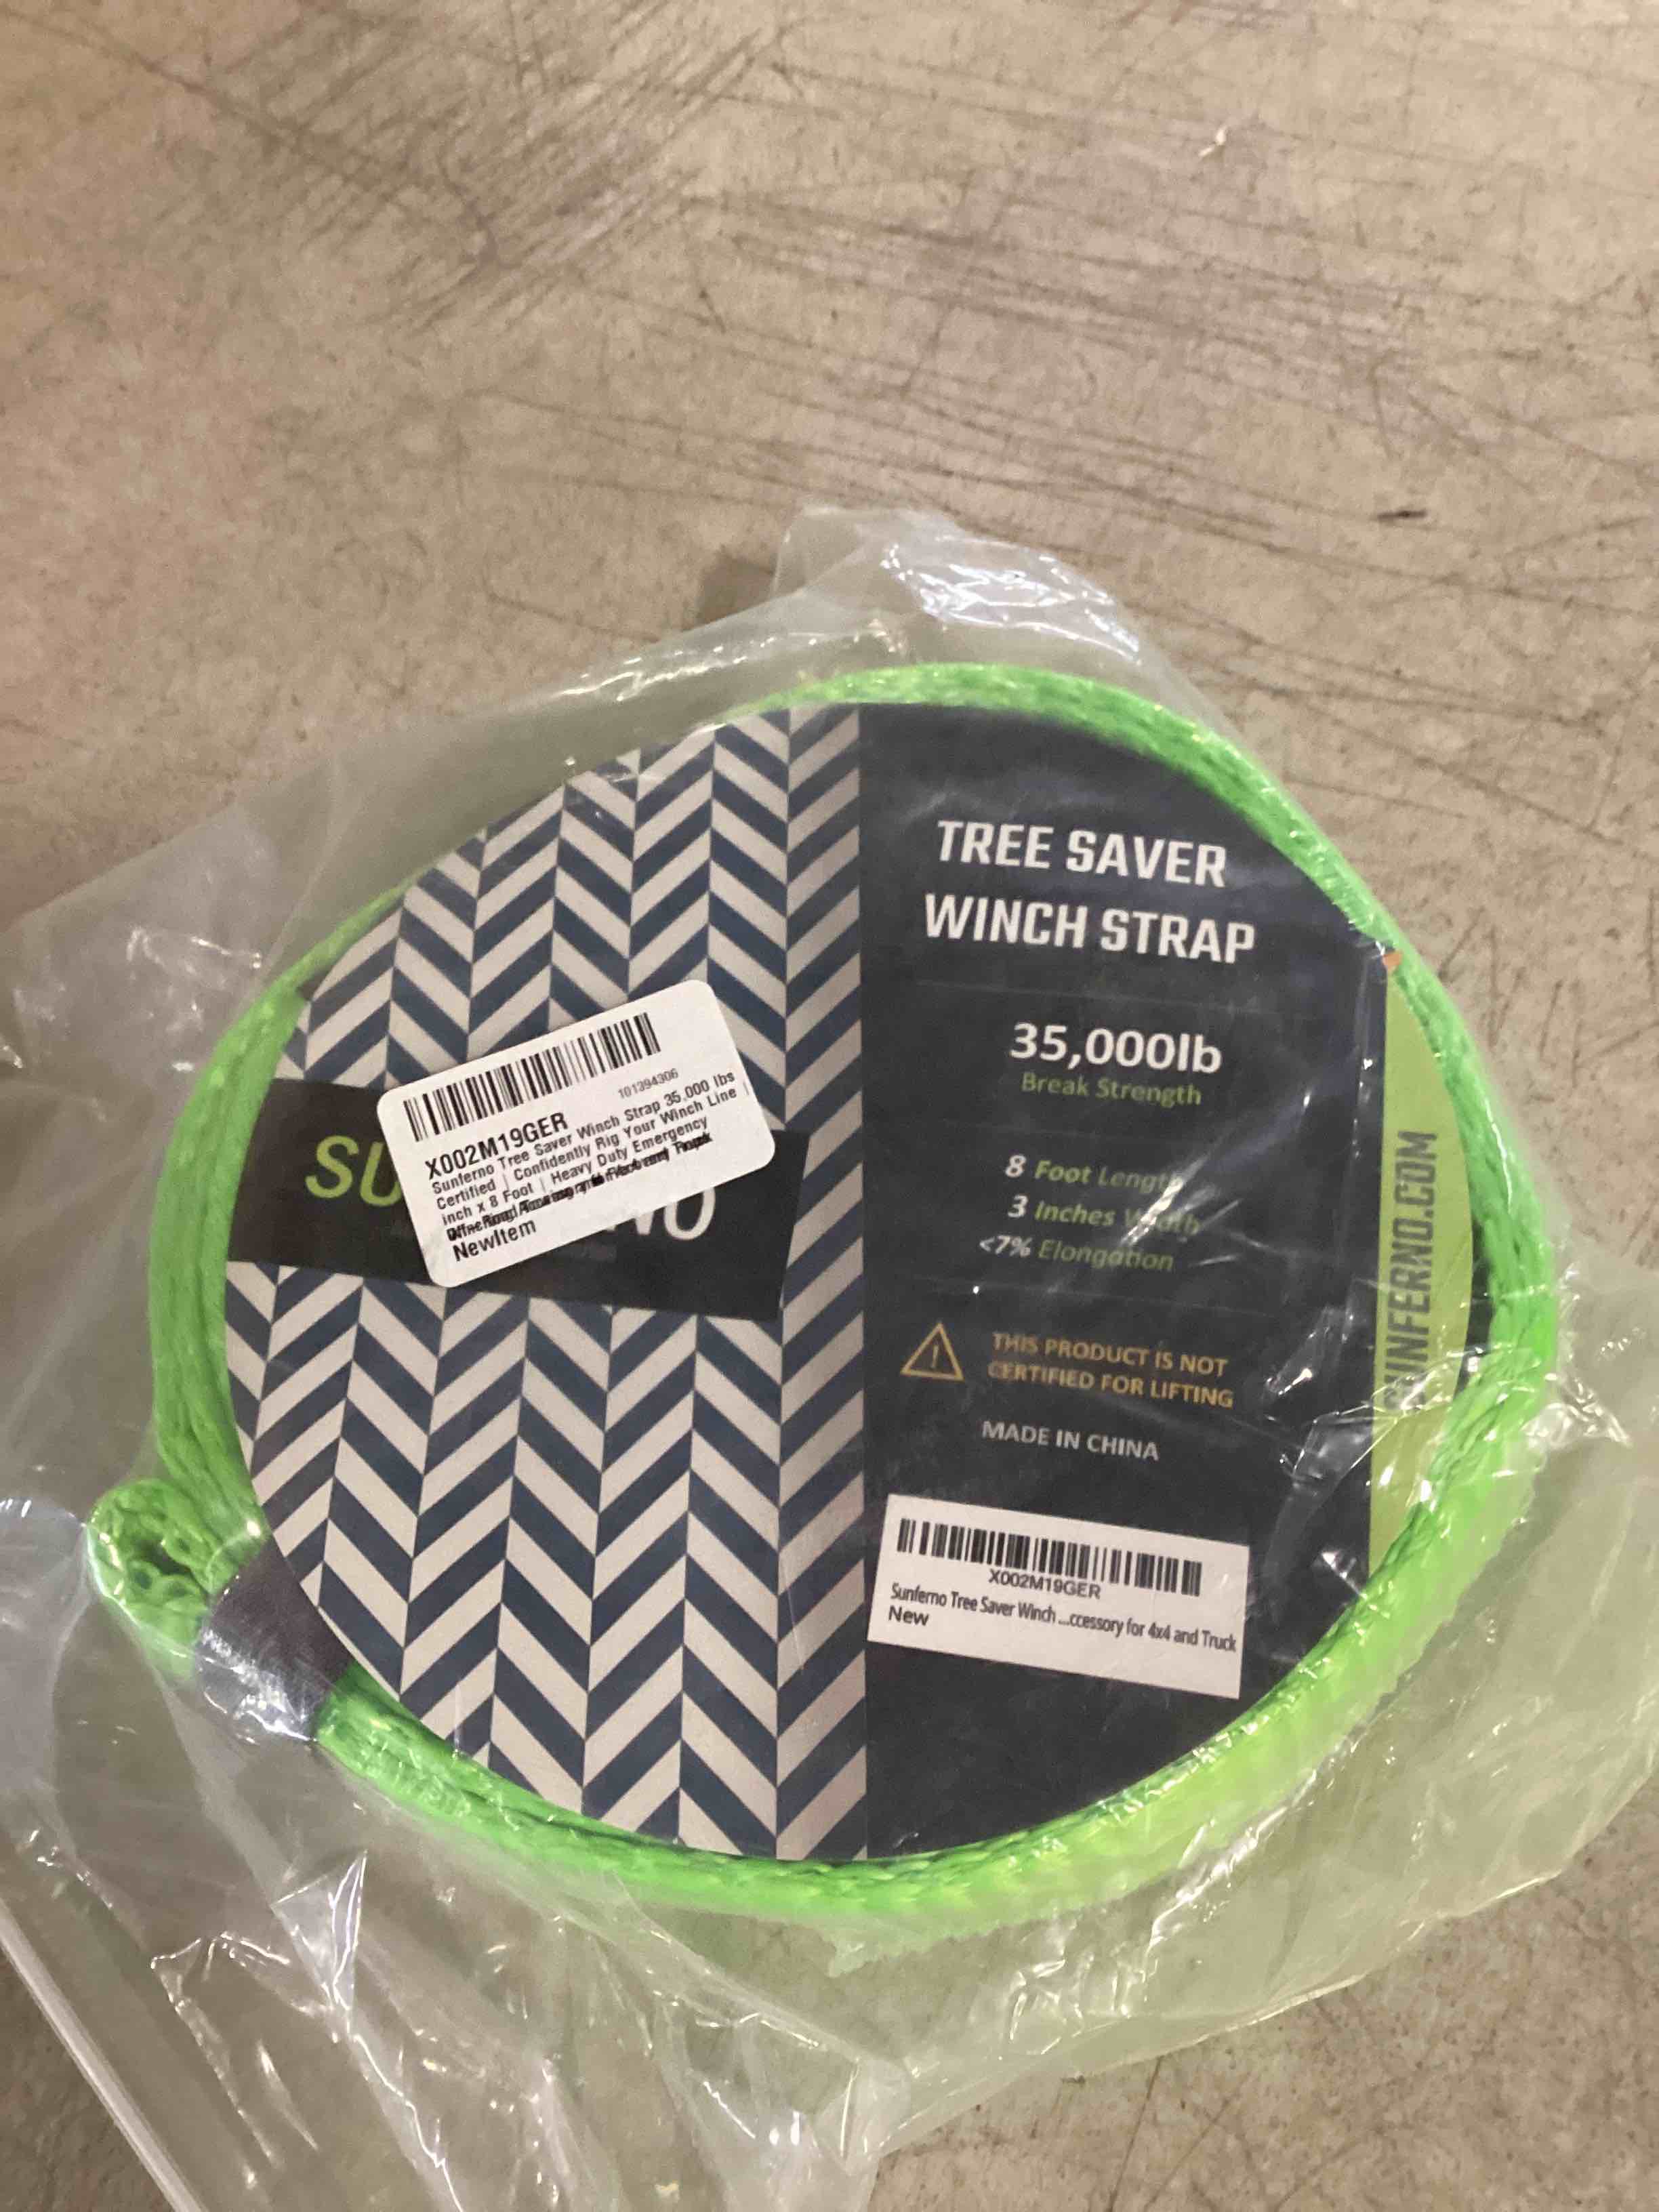 TREE SAVER
WINCH STRAP
35,000lb
Break Strength
8 Foot Length
3 Inches Width
<7% Elongation
THIS PRODUCT IS NOT
CERTIFIED FOR LIFTING
MADE IN CHINA
X002M19GER
Sunferno Tree Saver Winch ...ccessory for 4x4 and Truck
New
SUNFERNO.COM
101394306
X002M19GER
Sunferno Tree Saver Winch Strap 35,000 lbs
Certified | Confidently Rig Your Winch Line |
inch x 8 Foot | Heavy Duty Emergency
NewItem
SU
NO